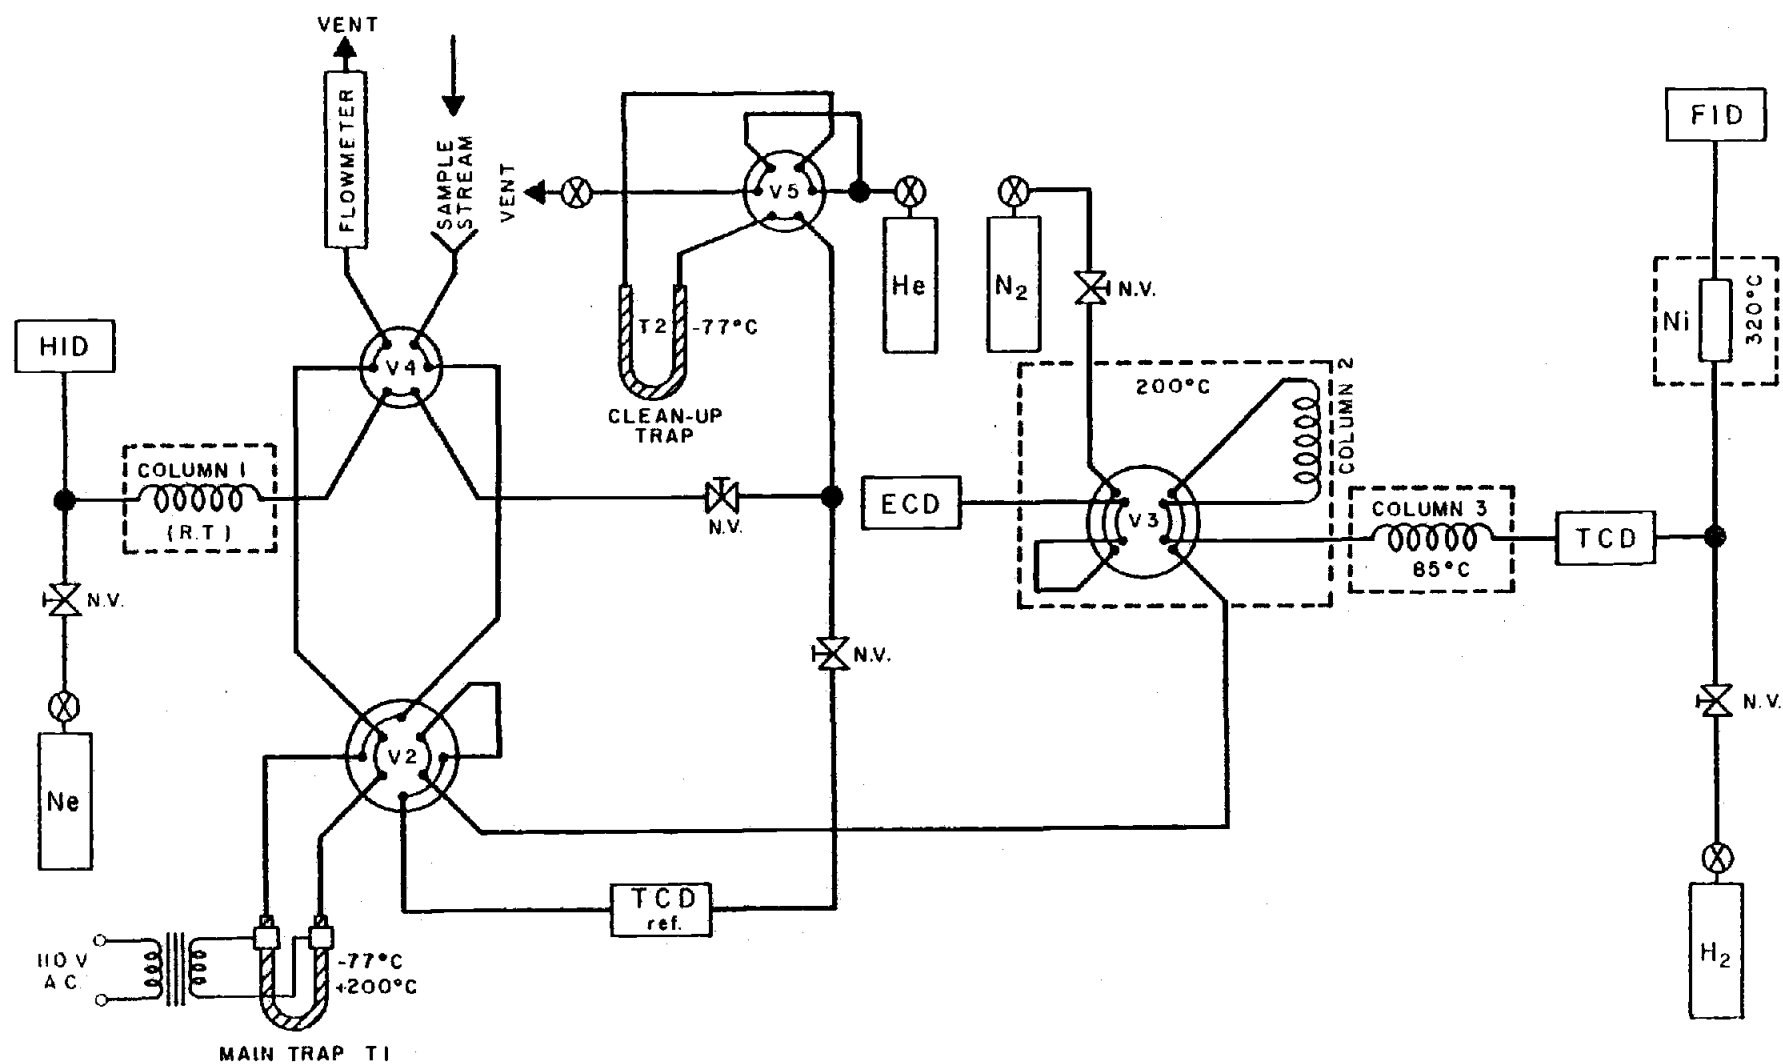 VENT
FLOWMETER
SAMPLE
STREAM
VENT
V5
He
N₂
N.V.
FID
Ni
320°C
HID
V4
T2
-77°C
CLEAN-UP
TRAP
200°C
COLUMN 2
COLUMN 1
(R.T)
N.V.
ECD
V3
COLUMN 3
85°C
TCD
N.V.
N.V.
N.V.
V2
Ne
TCD
ref.
H₂
110 V
A C.
-77°C
+200°C
MAIN TRAP T1